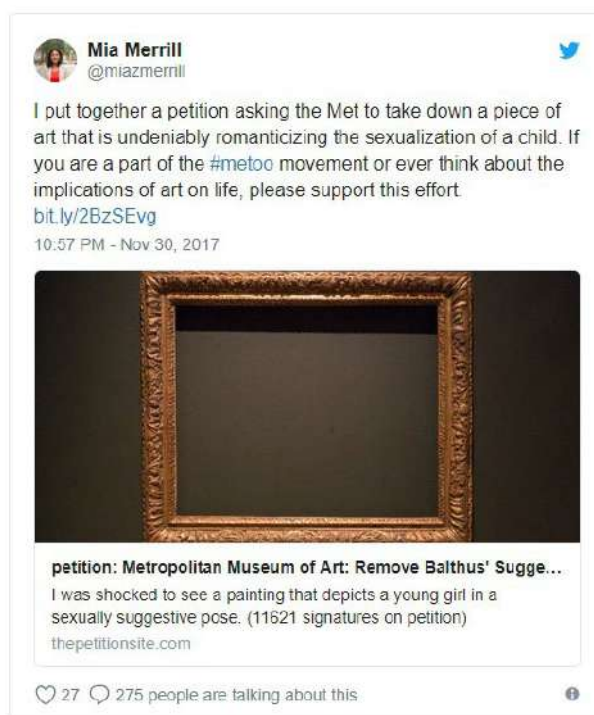 Mia Merrill
@miazmerrill
I put together a petition asking the Met to take down a piece of
art that is undeniably romanticizing the sexualization of a child. If
you are a part of the #metoo movement or ever think about the
implications of art on life, please support this effort
bit.ly/2BzSEvg
10:57 PM - Nov 30, 2017
petition: Metropolitan Museum of Art: Remove Balthus' Sugge...
I was shocked to see a painting that depicts a young girl in a
sexually suggestive pose. (11621 signatures on petition)
thepetitionsite.com
27 275 people are talking about this